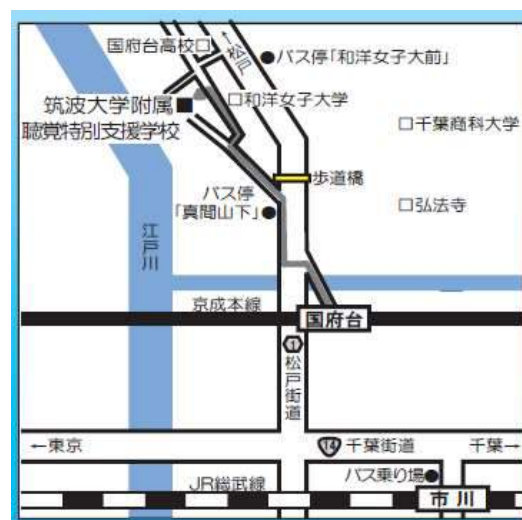 国府台高校□
←松戸
●バス停「和洋女子大前」
□和洋女子大学
筑波大学附属■
聴覚特別支援学校
□千葉商科大学
歩道橋
バス停
「真間山下」●
□弘法寺
江戸川
京成本線
国府台
1
松戸街道
←東京
14 千葉街道
千葉→
バス乗り場●
JR総武線
市川